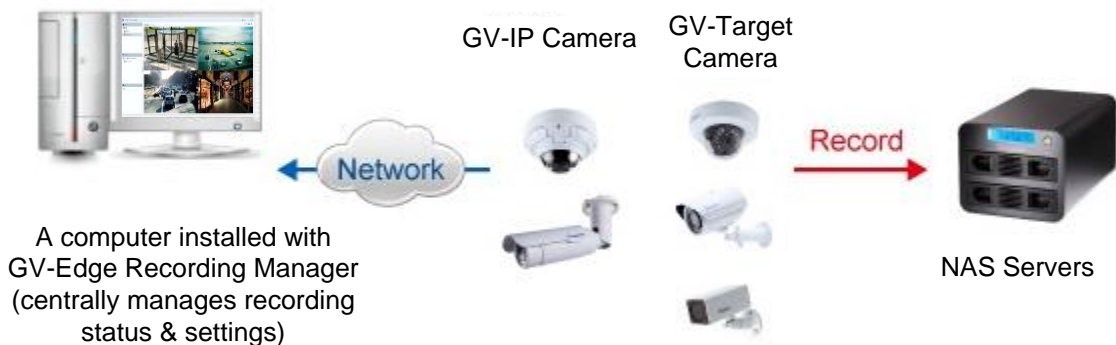 GV-IP Camera
GV-Target
Camera
Network
Record
A computer installed with
GV-Edge Recording Manager
(centrally manages recording
status & settings)
NAS Servers